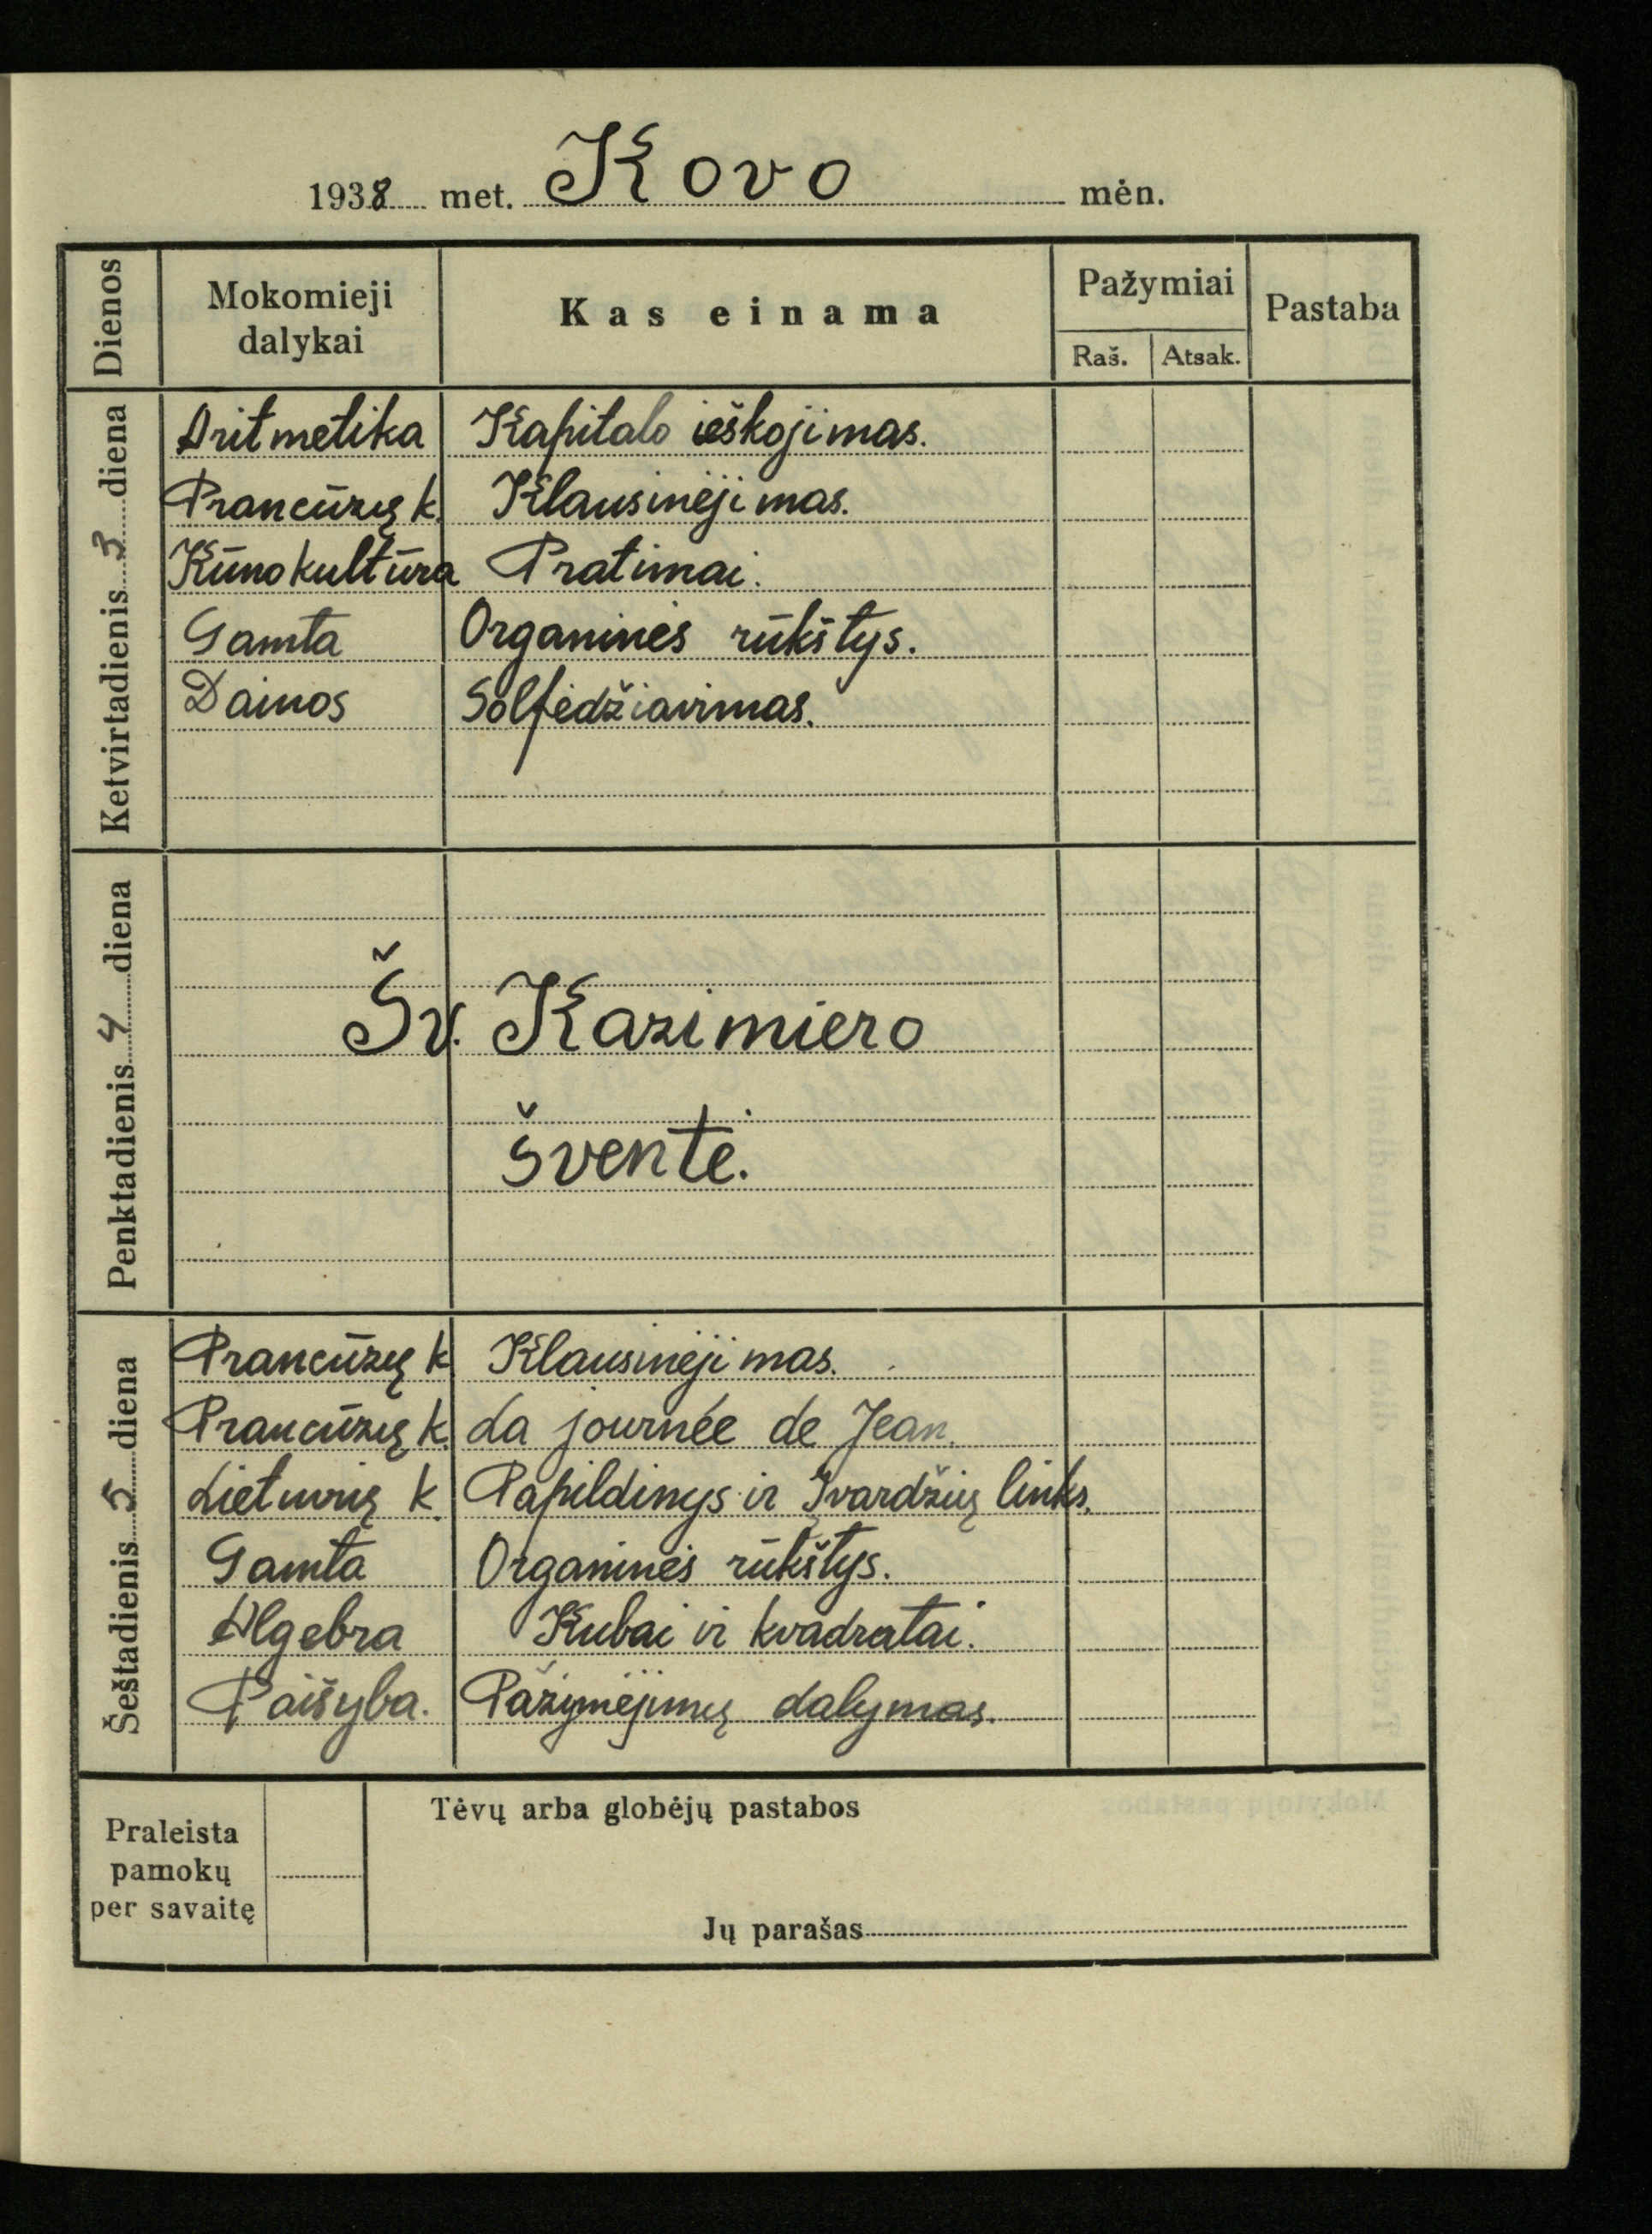 1938 met. Kovo mėn.
Dienos
Mokomieji dalykai
Kas einama
Pažymiai
Raš. Atsak.
Pastaba
Ketvirtadienis 3 diena
Aritmetika Kapitalo ieškojimas.
Prancūzų k. Klausinėjimas.
Kūno kultūra Pratimai.
Gamta Organinės rūkštys.
Dainos Solfedžiavimas.
Penktadienis 4 diena
Šv. Kazimiero
šventė.
Šeštadienis 5 diena
Prancūzų k Klausinėjimas.
Prancūzų k. La journée de Jean.
Lietuvių k. Papildinys ir Įvardžių links.
Gamta Organinės rūkštys.
Algebra Kubai ir kvadratai.
Paišyba. Pažymėjimų dalymas.
Praleista
pamokų
per savaitę
Tėvų arba globėjų pastabos
Jų parašas